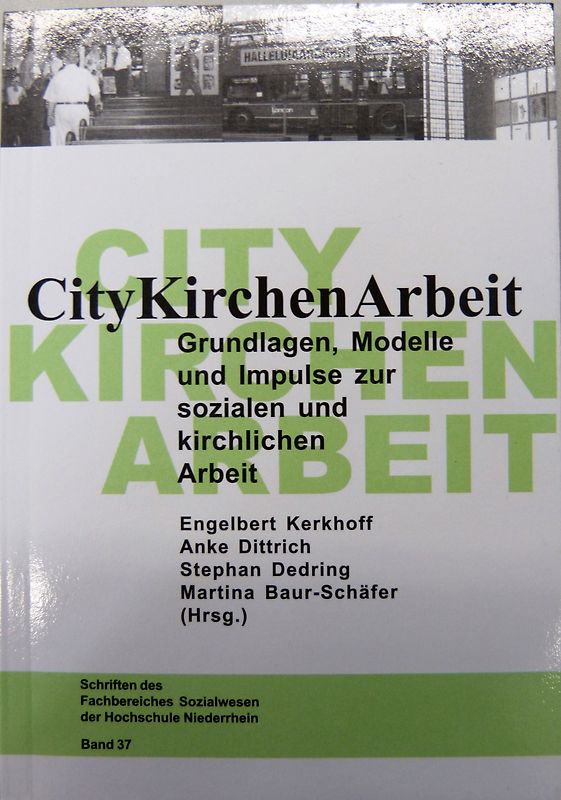 HALLELUJAH
London
CITY
KIRCHEN
ARBEIT
CityKirchenArbeit
Grundlagen, Modelle
und Impulse zur
sozialen und
kirchlichen
Arbeit
Engelbert Kerkhoff
Anke Dittrich
Stephan Dedring
Martina Baur-Schäfer
(Hrsg.)
Schriften des
Fachbereiches Sozialwesen
der Hochschule Niederrhein
Band 37